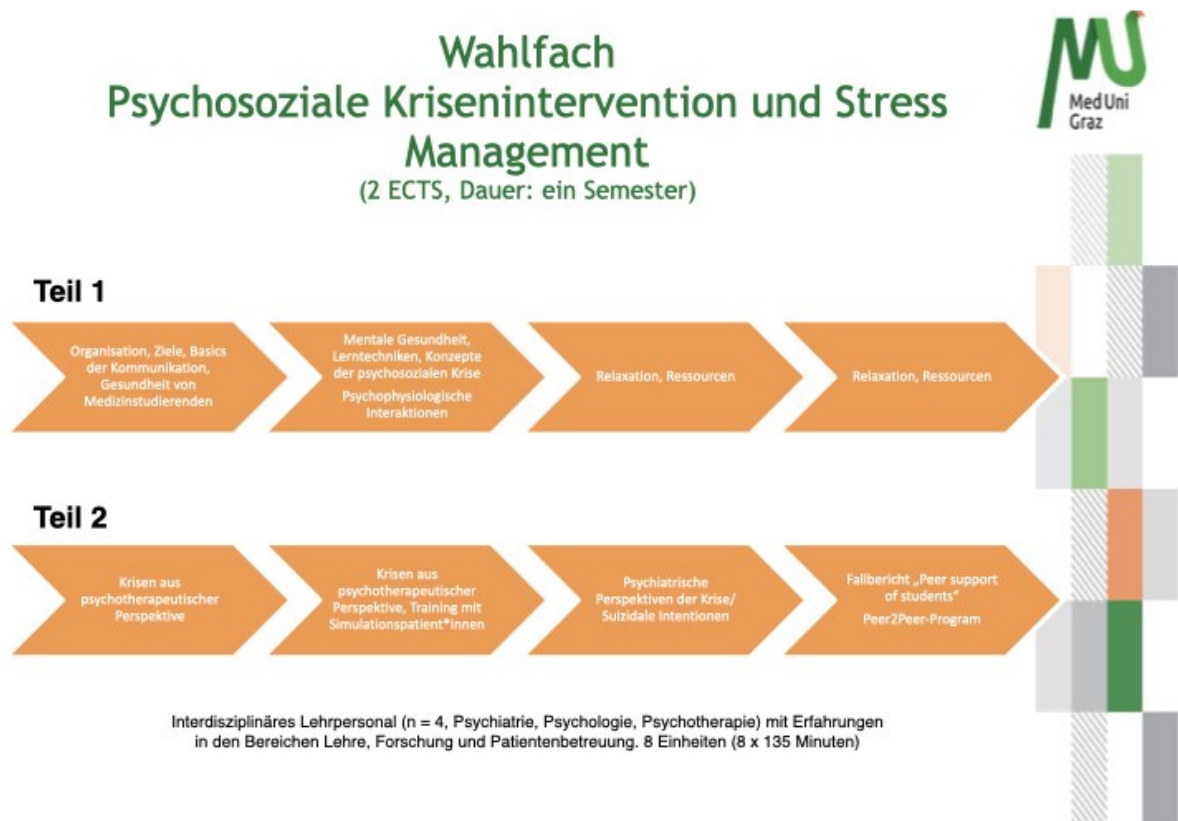 Wahlfach
Psychosoziale Krisenintervention und Stress
Management
(2 ECTS, Dauer: ein Semester)
Med Uni
Graz
Teil 1
Organisation, Ziele, Basics
der Kommunikation,
Gesundheit von
Medizinstudierenden
Mentale Gesundheit,
Lerntechniken, Konzepte
der psychosozialen Krise
Psychophysiologische
Interaktionen
Relaxation, Ressourcen
Relaxation, Ressourcen
Teil 2
Krisen aus
psychotherapeutischer
Perspektive
Krisen aus
psychotherapeutischer
Perspektive, Training mit
Simulationspatient*innen
Psychiatrische
Perspektiven der Krise/
Suizidale Intentionen
Fallbericht „Peer support
of students“
Peer2Peer-Program
Interdisziplinäres Lehrpersonal (n = 4, Psychiatrie, Psychologie, Psychotherapie) mit Erfahrungen
in den Bereichen Lehre, Forschung und Patientenbetreuung. 8 Einheiten (8 x 135 Minuten)